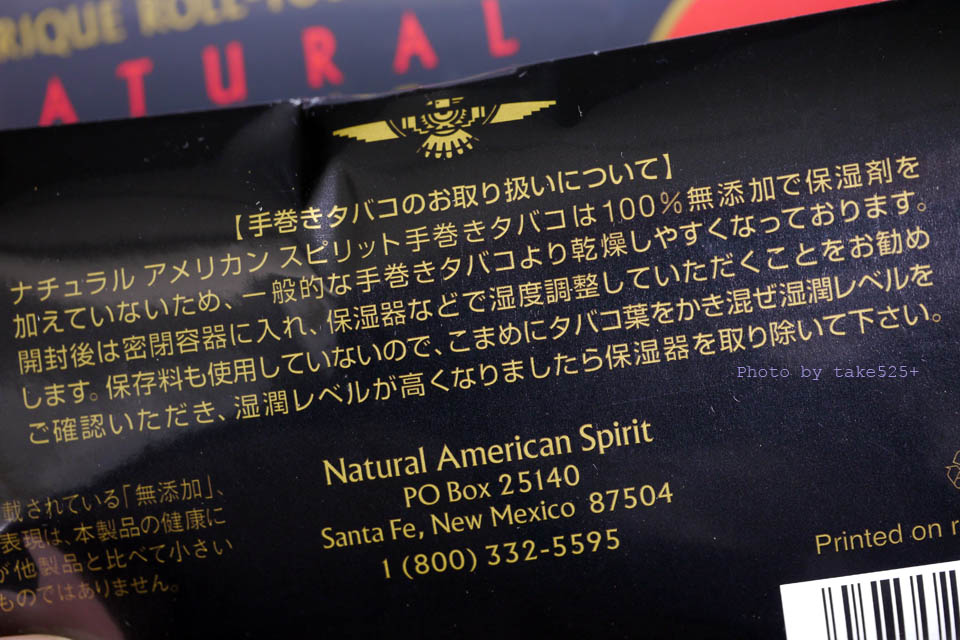 RIQUE ROLL-
ATURAL
【手巻きタバコのお取り扱いについて】
ナチュラル アメリカン スピリット手巻きタバコは100%無添加で保湿剤を
加えていないため、一般的な手巻きタバコより乾燥しやすくなっております。
開封後は密閉容器に入れ、保湿器などで湿度調整していただくことをお勧め
します。保存料も使用していないので、こまめにタバコ葉をかき混ぜ湿潤レベルを
ご確認いただき、湿潤レベルが高くなりましたら保湿器を取り除いて下さい。
Photo by take525+
Natural American Spirit
PO Box 25140
Santa Fe, New Mexico 87504
1 (800) 332-5595
載されている「無添加」、
表現は、本製品の健康に
が他製品と比べて小さい
ものではありません。
Printed on r